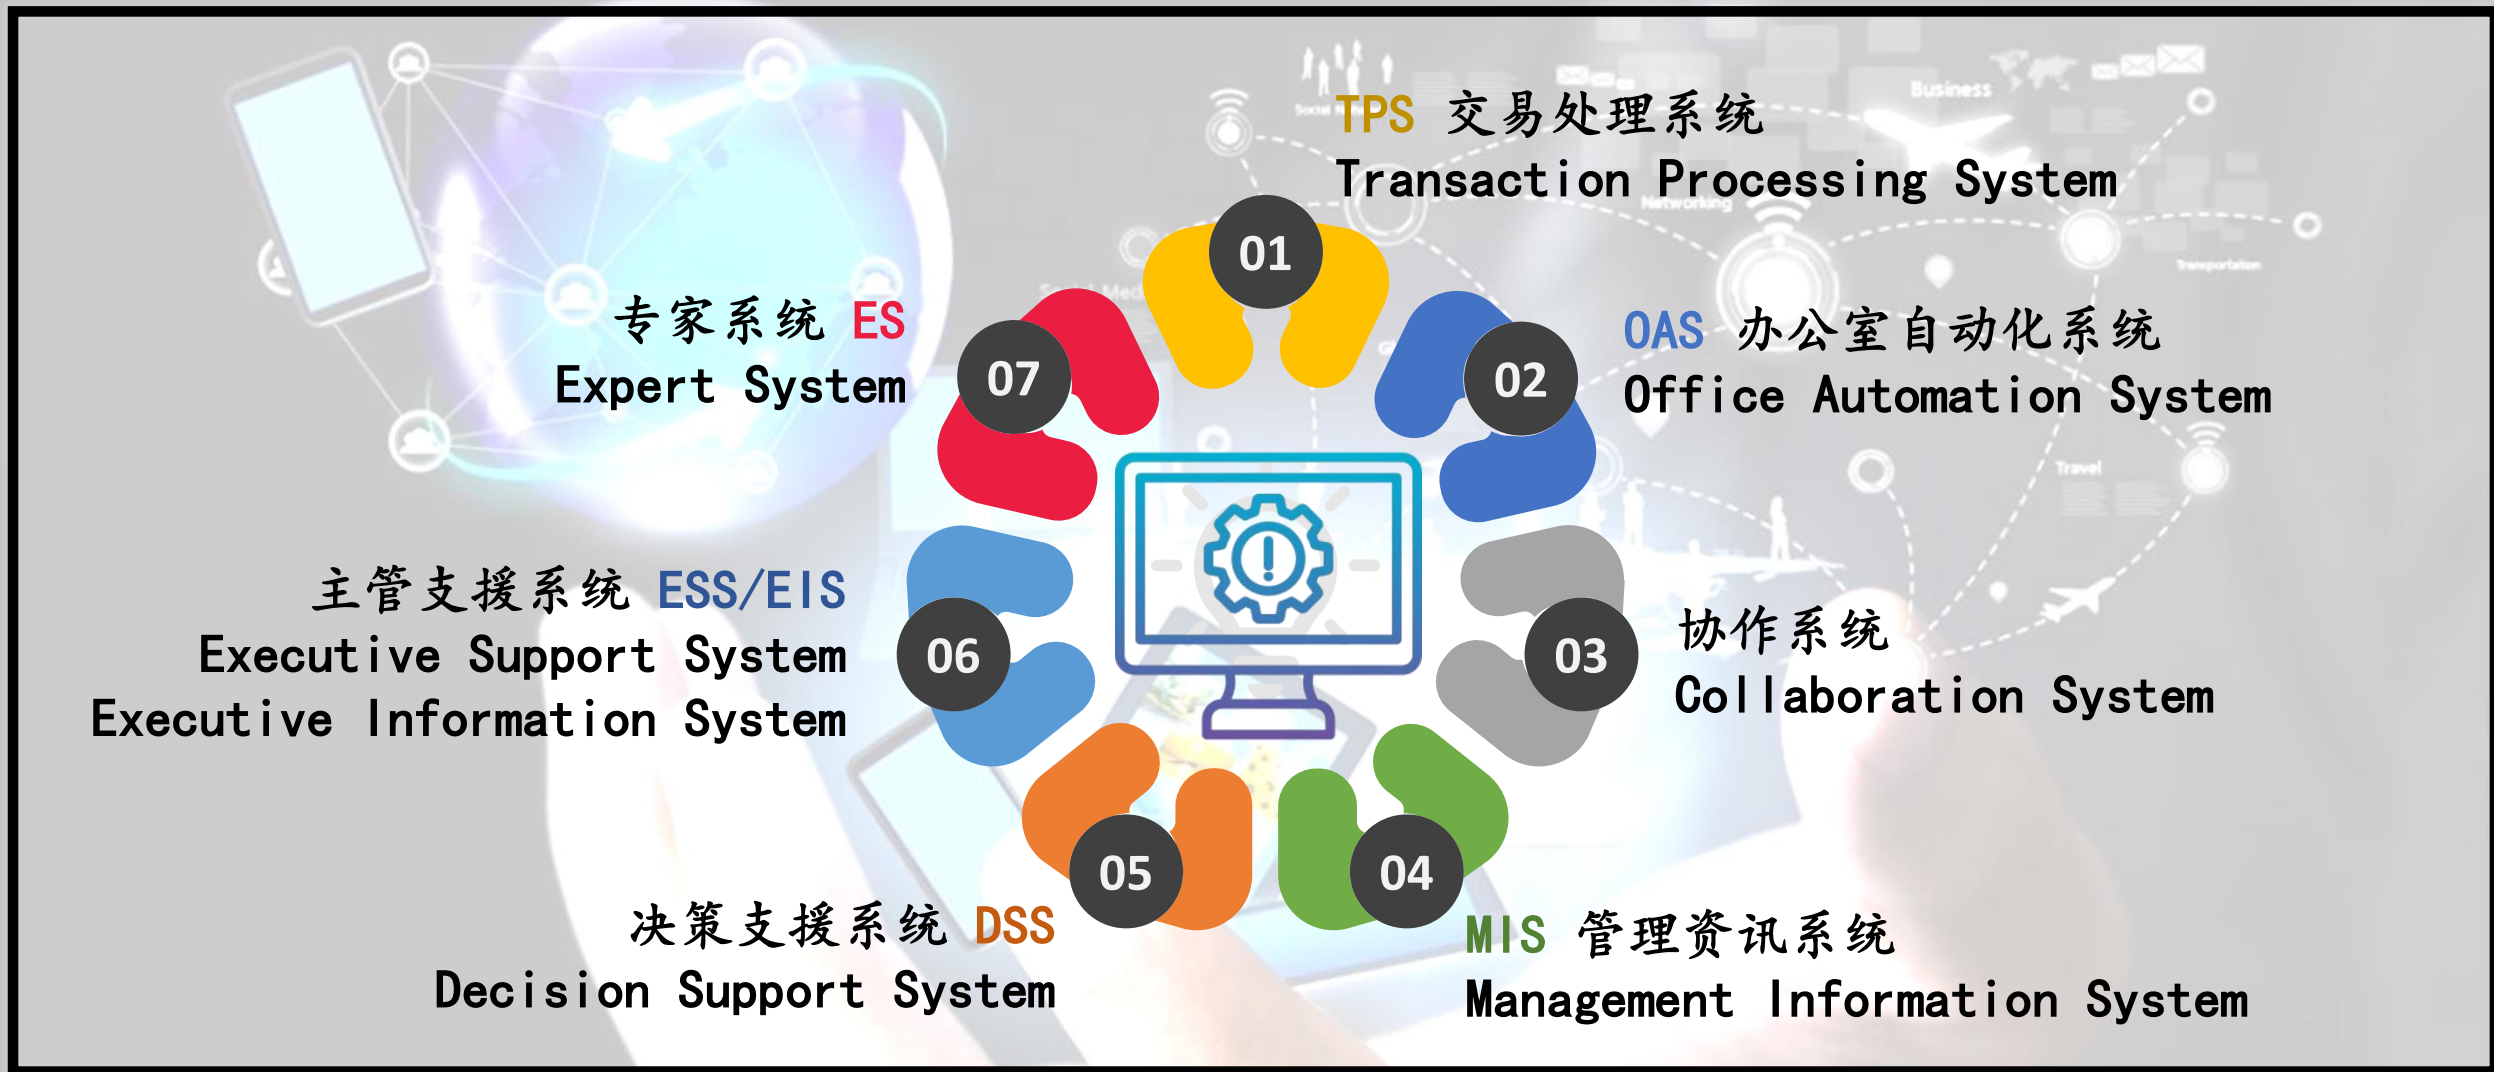 01
TPS 交易处理系统
Transaction Processing System
02
OAS 办公室自动化系统
Office Automation System
03
协作系统
Collaboration System
04
MIS 管理资讯系统
Management Information System
05
决策支援系统 DSS
Decision Support System
06
主管支援系统 ESS/EIS
Executive Support System
Executive Information System
07
专家系统 ES
Expert System
Business
Networking
Transportation
Travel